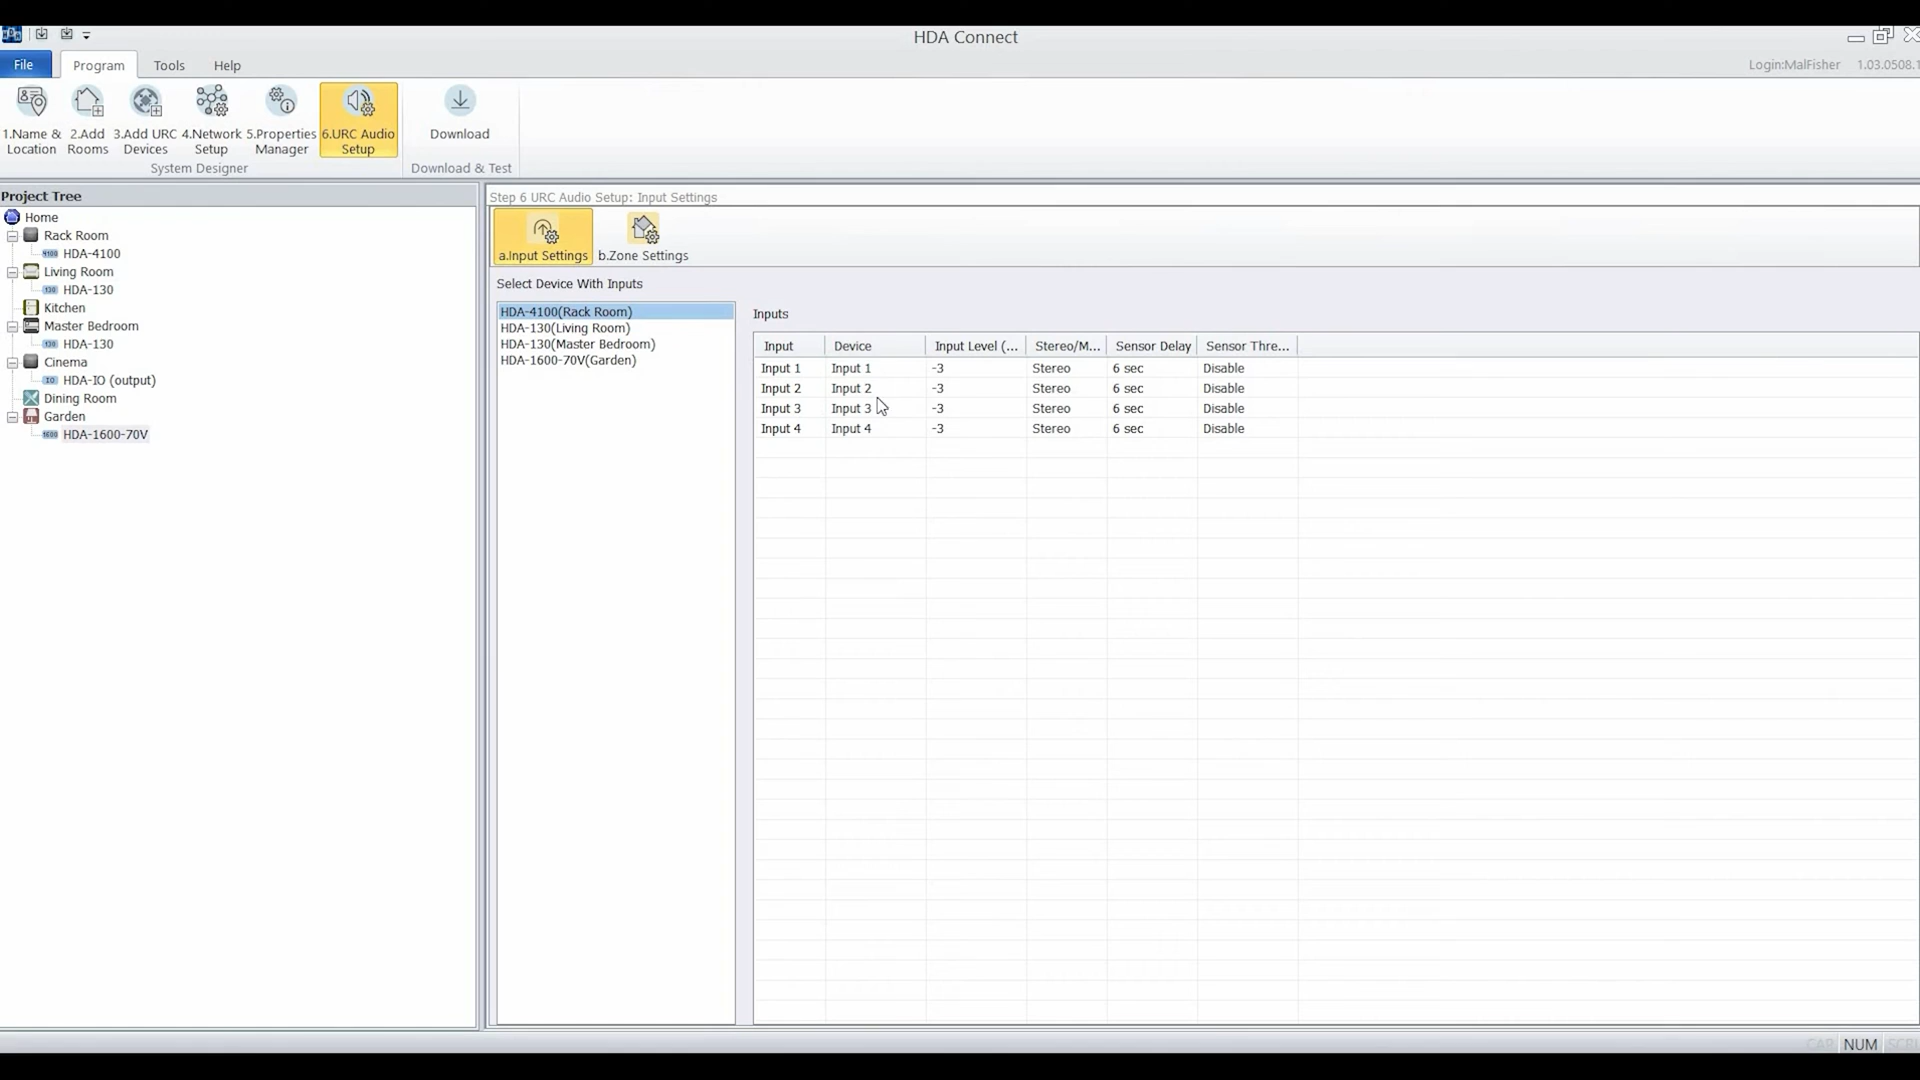 HDA Connect
File
Program
Tools
Help
Login:MalFisher
1.03.0508.1
1.Name & Location
2.Add Rooms
3.Add URC Devices
4.Network Setup
5.Properties Manager
6.URC Audio Setup
Download
System Designer
Download & Test
Project Tree
Home
Rack Room
4100 HDA-4100
Living Room
130 HDA-130
Kitchen
Master Bedroom
130 HDA-130
Cinema
IO HDA-IO (output)
Dining Room
Garden
1600 HDA-1600-70V
Step 6 URC Audio Setup: Input Settings
a.Input Settings
b.Zone Settings
Select Device With Inputs
HDA-4100(Rack Room)
HDA-130(Living Room)
HDA-130(Master Bedroom)
HDA-1600-70V(Garden)
Inputs
Input Device Input Level (... Stereo/M... Sensor Delay Sensor Thre...
Input 1 Input 1 -3 Stereo 6 sec Disable
Input 2 Input 2 -3 Stereo 6 sec Disable
Input 3 Input 3 -3 Stereo 6 sec Disable
Input 4 Input 4 -3 Stereo 6 sec Disable
CAP NUM SCRL